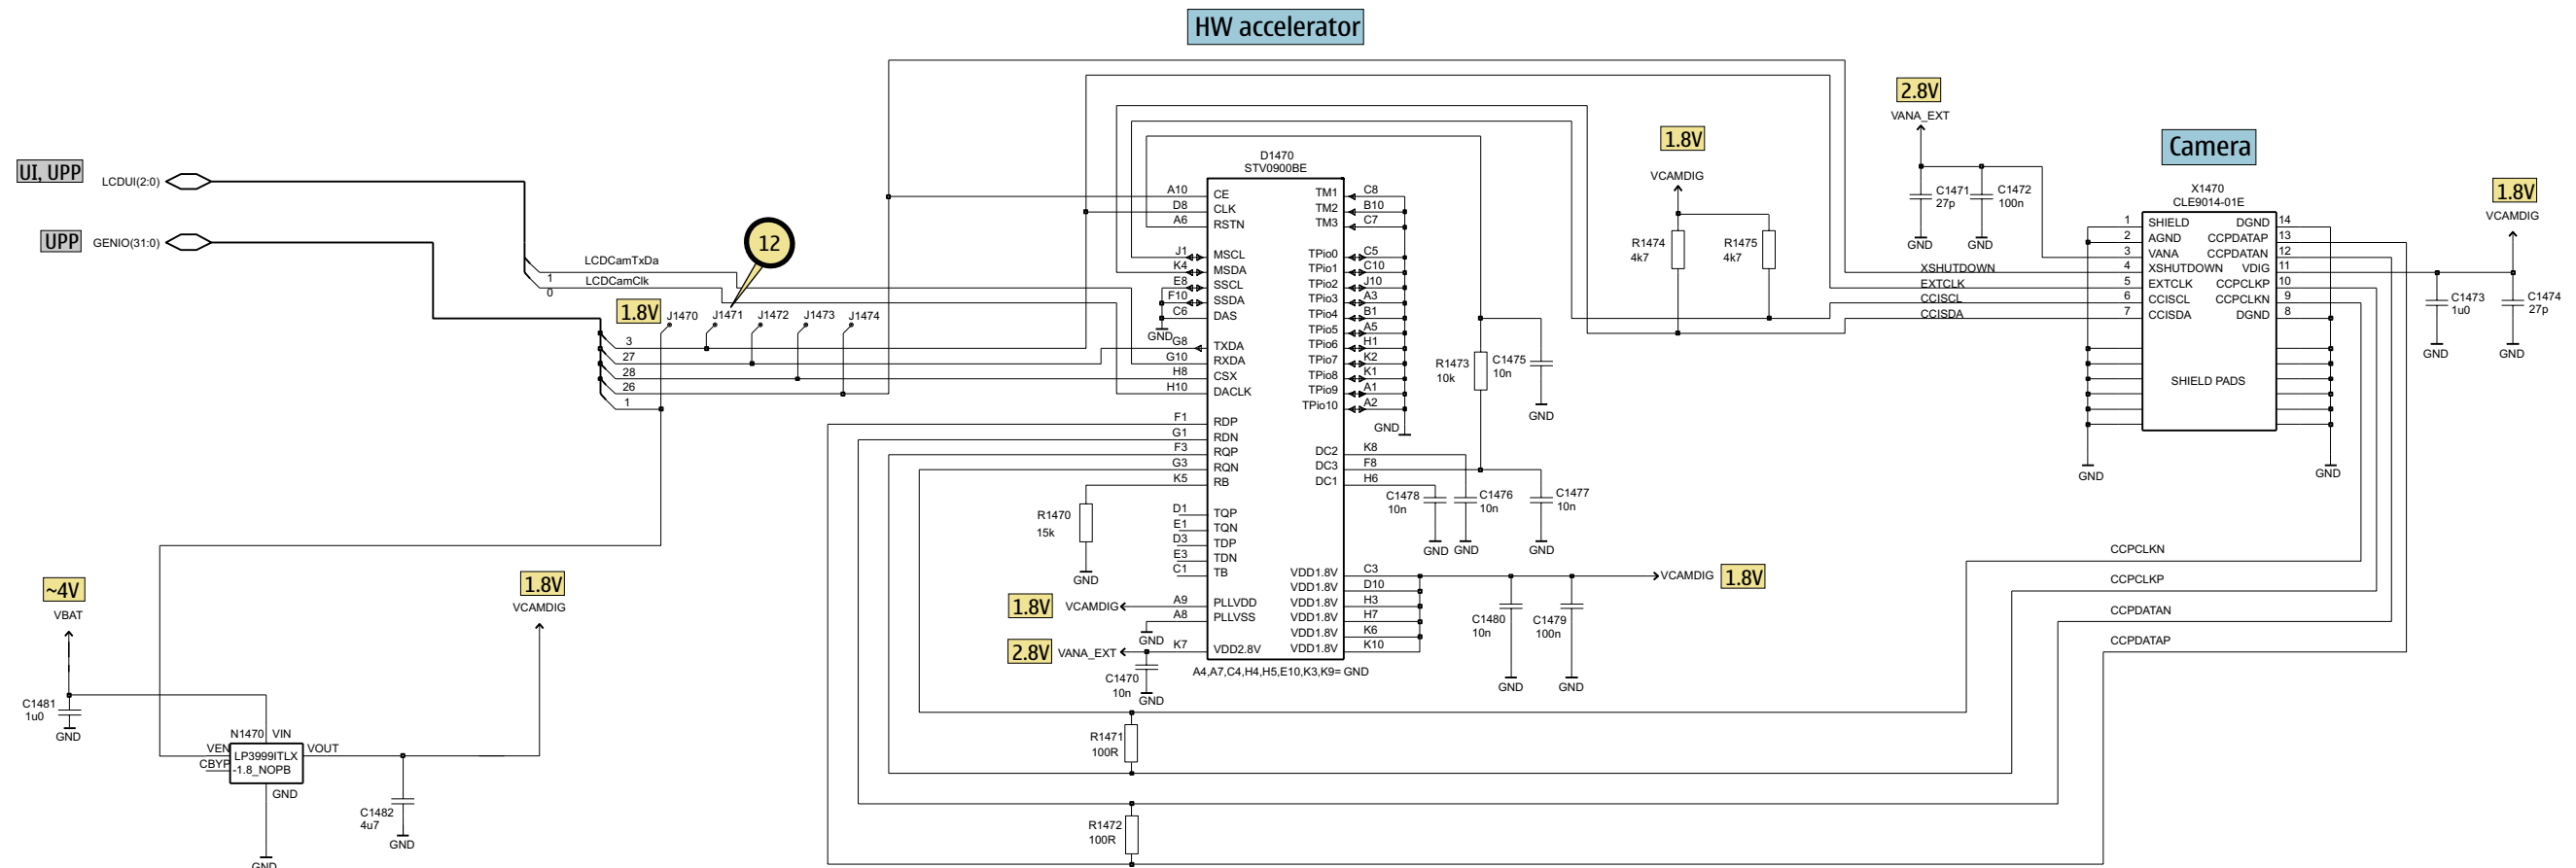 HW accelerator
UI, UPP
LCDUI(2:0)
UPP
GENIO(31:0)
LCDCamTxDa
1
LCDCamClk
0
12
1.8V
J1470
J1471
J1472
J1473
J1474
3
27
28
26
1
D1470
STV0900BE
A10 CE
D8 CLK
A6 RSTN
J1 MSCL
K4 MSDA
E8 SSCL
F10 SSDA
C6 DAS
GND
G8 TXDA
G10 RXDA
H8 CSX
H10 DACLK
F1 RDP
G1 RDN
F3 RQP
G3 RQN
K5 RB
D1 TQP
E1 TQN
D3 TDP
E3 TDN
C1 TB
A9 PLLVDD
A8 PLLVSS
K7 VDD2.8V
TM1 C8
TM2 B10
TM3 C7
TPio0 C5
TPio1 C10
TPio2 J10
TPio3 A3
TPio4 B1
TPio5 A5
TPio6 H1
TPio7 K2
TPio8 K1
TPio9 A1
TPio10 A2
GND
DC2 K8
DC3 F8
DC1 H6
VDD1.8V C3
VDD1.8V D10
VDD1.8V H3
VDD1.8V H7
VDD1.8V K6
VDD1.8V K10
A4,A7,C4,H4,H5,E10,K3,K9= GND
R1470
15k
GND
1.8V
VCAMDIG
GND
2.8V
VANA_EXT
C1470
10n
GND
R1473
10k
C1475
10n
GND
C1478
10n
GND
C1476
10n
GND
C1477
10n
GND
VCAMDIG
1.8V
C1480
10n
GND
C1479
100n
GND
1.8V
VCAMDIG
R1474
4k7
R1475
4k7
2.8V
VANA_EXT
C1471
27p
GND
C1472
100n
GND
XSHUTDOWN
EXTCLK
CCISCL
CCISDA
Camera
X1470
CLE9014-01E
1 SHIELD
2 AGND
3 VANA
4 XSHUTDOWN
5 EXTCLK
6 CCISCL
7 CCISDA
DGND 14
CCPDATAP 13
CCPDATAN 12
VDIG 11
CCPCLKP 10
CCPCLKN 9
DGND 8
SHIELD PADS
GND
GND
1.8V
VCAMDIG
C1473
1u0
GND
C1474
27p
GND
CCPCLKN
CCPCLKP
CCPDATAN
CCPDATAP
~4V
VBAT
C1481
1u0
GND
1.8V
VCAMDIG
N1470 VIN
VEN
LP3999ITLX
VOUT
CBYP
-1.8_NOPB
GND
GND
C1482
4u7
GND
R1471
100R
R1472
100R